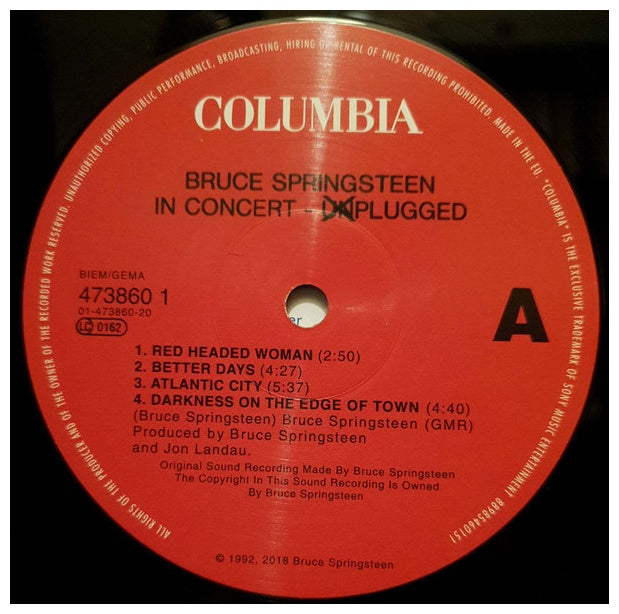 ALL RIGHTS OF THE PRODUCER AND OF THE OWNER OF THE RECORDED WORK RESERVED. UNAUTHORIZED COPYING, PUBLIC PERFORMANCE, BROADCASTING, HIRING OR RENTAL OF THIS RECORDING PROHIBITED. MADE IN THE EU. "COLUMBIA" IS THE EXCLUSIVE TRADEMARK OF SONY MUSIC ENTERTAINMENT 88985460151
COLUMBIA
BRUCE SPRINGSTEEN
IN CONCERT - UNPLUGGED
BIEM/GEMA
473860 1
01-473860-20
LC 0162
A
1. RED HEADED WOMAN (2:50)
2. BETTER DAYS (4:27)
3. ATLANTIC CITY (5:37)
4. DARKNESS ON THE EDGE OF TOWN (4:40)
(Bruce Springsteen) Bruce Springsteen (GMR)
Produced by Bruce Springsteen
and Jon Landau.
Original Sound Recording Made By Bruce Springsteen
The Copyright In This Sound Recording Is Owned
By Bruce Springsteen
© 1992, 2018 Bruce Springsteen